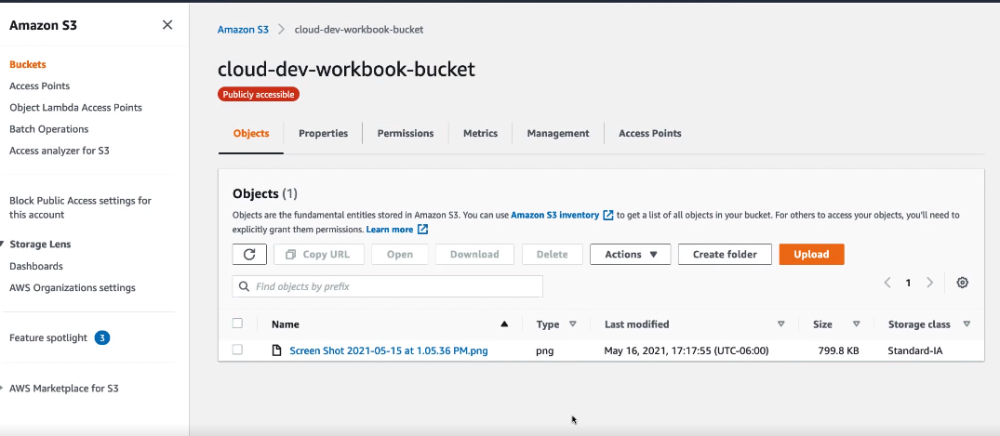 Amazon S3
Buckets
Access Points
Object Lambda Access Points
Batch Operations
Access analyzer for S3
Block Public Access settings for
this account
Storage Lens
Dashboards
AWS Organizations settings
Feature spotlight 3
AWS Marketplace for S3
Amazon S3 > cloud-dev-workbook-bucket
cloud-dev-workbook-bucket
Publicly accessible
Objects Properties Permissions Metrics Management Access Points
Objects (1)
Objects are the fundamental entities stored in Amazon S3. You can use Amazon S3 inventory to get a list of all objects in your bucket. For others to access your objects, you'll need to
explicitly grant them permissions. Learn more
Copy URL Open Download Delete Actions Create folder Upload
Find objects by prefix
1
Name Type Last modified Size Storage class
Screen Shot 2021-05-15 at 1.05.36 PM.png png May 16, 2021, 17:17:55 (UTC-06:00) 799.8 KB Standard-IA